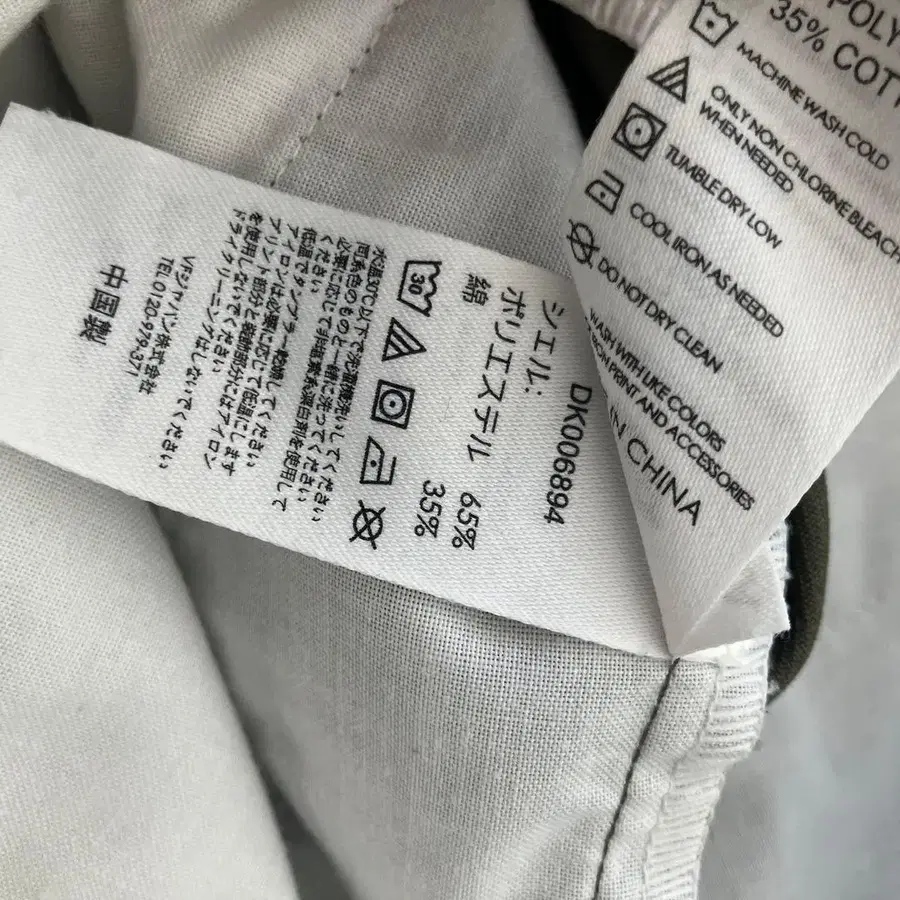 DK006894
シエル:
ポリエステル 65%
綿 35%
30
水温30℃以下で洗濯機洗いしてください
同系色のものと一緒に洗ってください
必要に応じて非塩素系漂白剤を使用して
ください
低温でタンブラー乾燥してください
アイロンは必要に応じて低温にします
プリント部分と装飾部分にはアイロン
を使用しないでください
ドライクリーニングはしないでください
VFジャパン株式会社
TEL.0120-979-371
中国製
POLY
35% COTT
MACHINE WASH COLD
ONLY NON CHLORINE BLEACH
WHEN NEEDED
TUMBLE DRY LOW
COOL IRON AS NEEDED
DO NOT DRY CLEAN
WASH WITH LIKE COLORS
IRON PRINT AND ACCESSORIES
IN CHINA